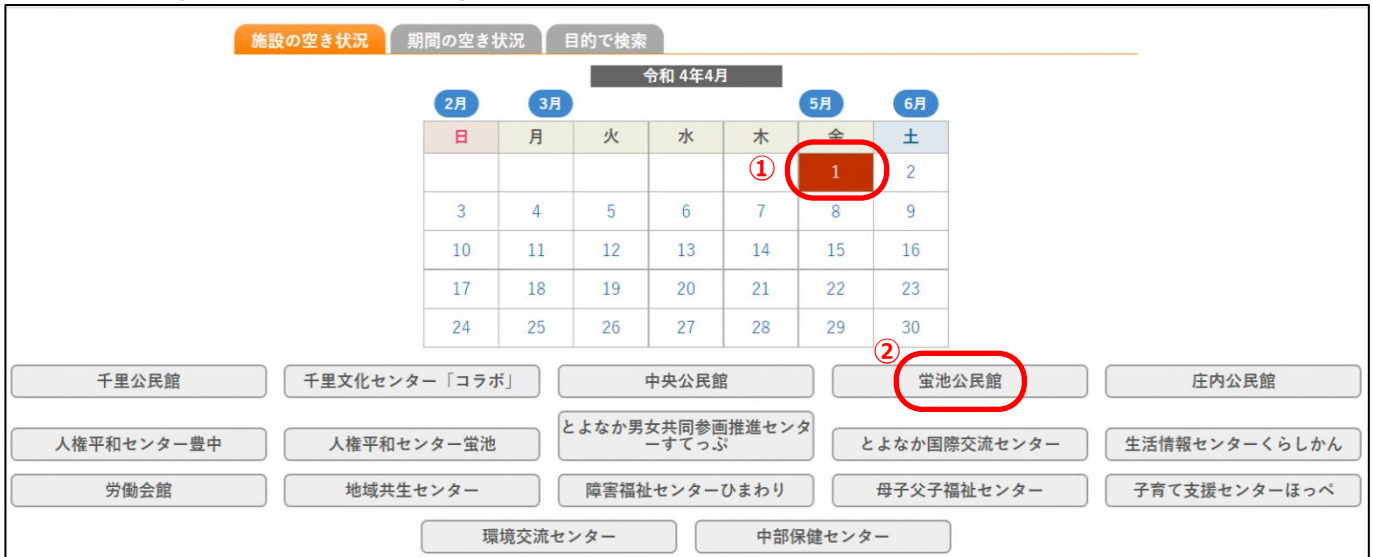 施設の空き状況 期間の空き状況 目的で検索
令和 4年4月
2月 3月 5月 6月
日 月 火 水 木 金 土
① 1 2
3 4 5 6 7 8 9
10 11 12 13 14 15 16
17 18 19 20 21 22 23
24 25 26 27 28 29 30
②
千里公民館 千里文化センター「コラボ」 中央公民館 蛍池公民館 庄内公民館
人権平和センター豊中 人権平和センター蛍池 とよなか男女共同参画推進センタ
ーすてっぷ とよなか国際交流センター 生活情報センターくらしかん
労働会館 地域共生センター 障害福祉センターひまわり 母子父子福祉センター 子育て支援センターほっぺ
環境交流センター 中部保健センター